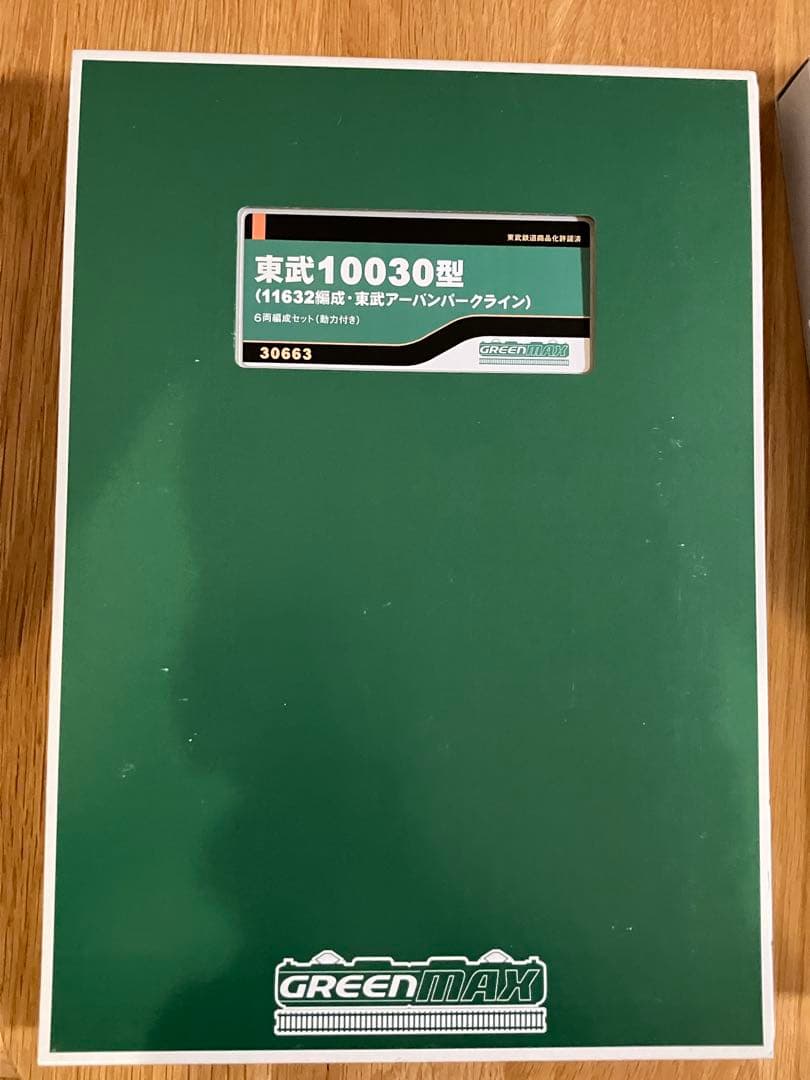 東武鉄道商品化許諾済
東武10030型
(11632編成・東武アーバンパークライン)
6両編成セット(動力付き)
30663
GREENMAX
GREENMAX